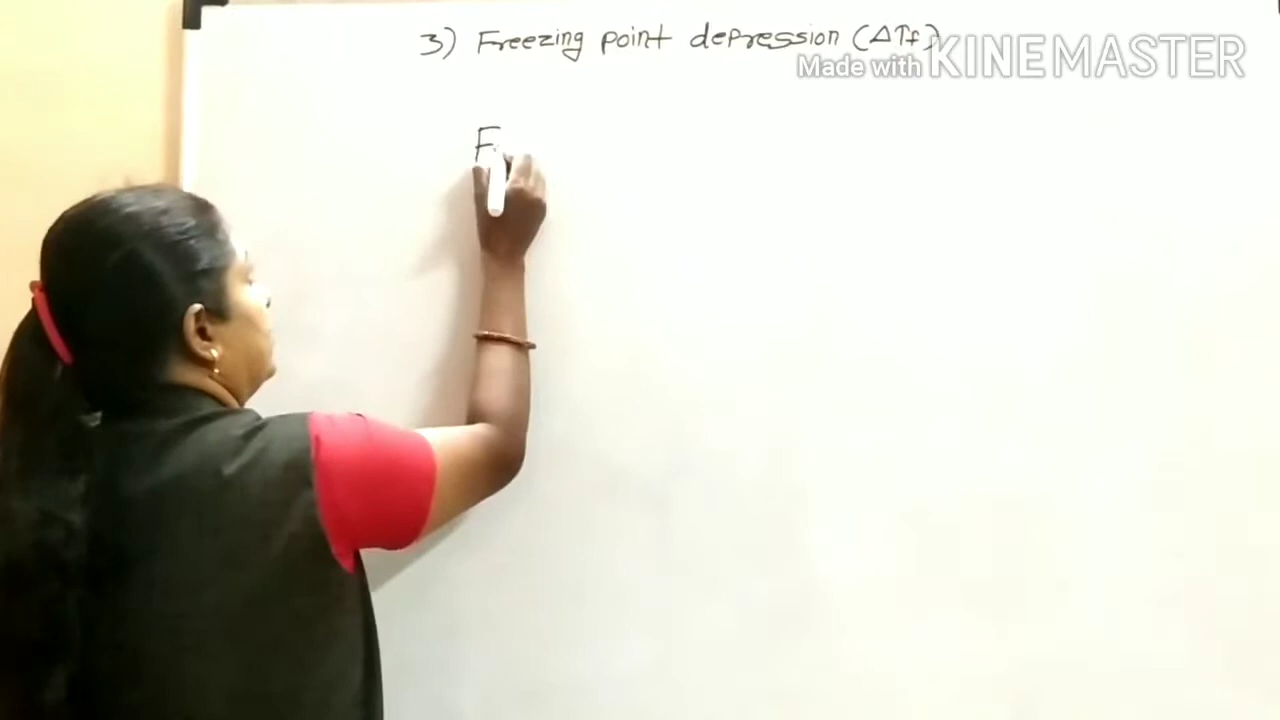 3) Freezing point depression (ΔTf)
Made with KINEMASTER
F